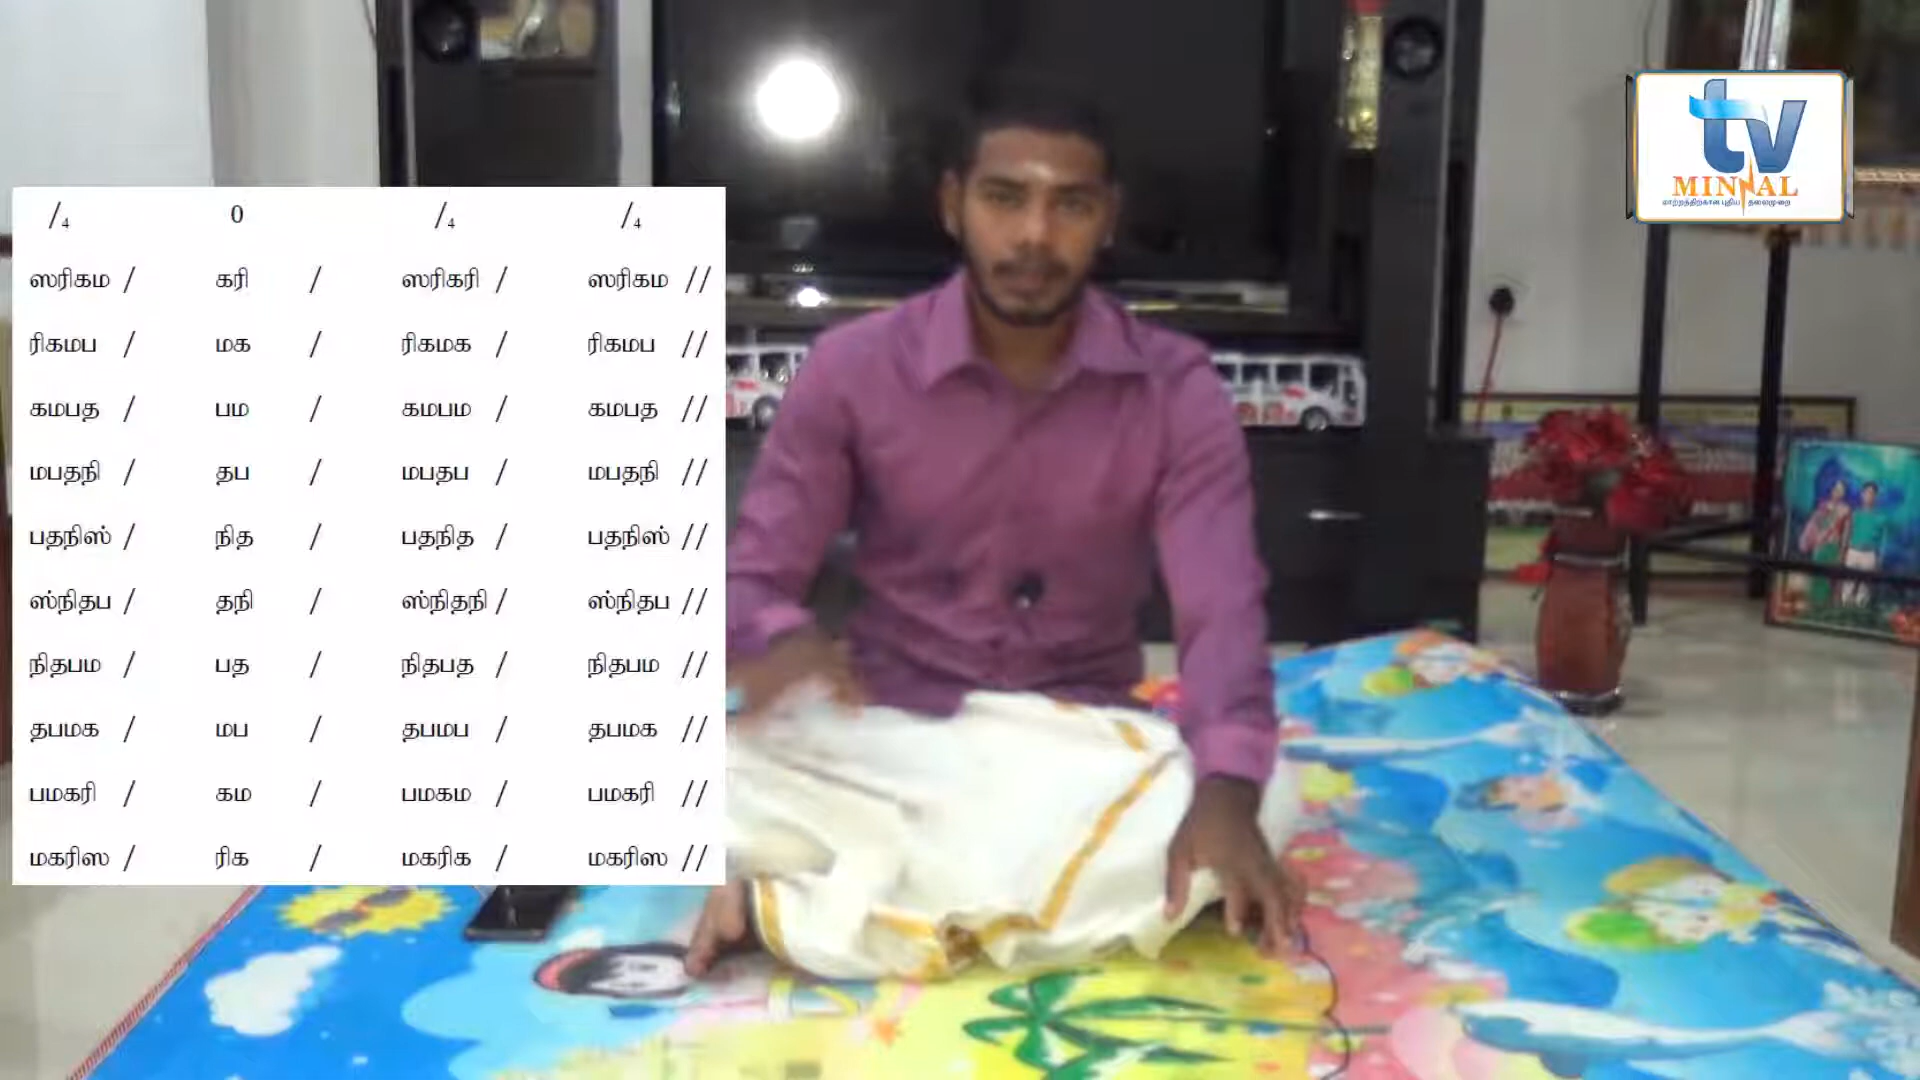 /4 0 /4 /4
ஸரிகம / கரி / ஸரிகரி / ஸரிகம //
ரிகமப / மக / ரிகமக / ரிகமப //
கமபத / பம / கமபம / கமபத //
மபதநி / தப / மபதப / மபதநி //
பதநிஸ் / நித / பதநித / பதநிஸ் //
ஸ்நிதப / தநி / ஸ்நிதநி / ஸ்நிதப //
நிதபம / பத / நிதபத / நிதபம //
தபமக / மப / தபமப / தபமக //
பமகரி / கம / பமகம / பமகரி //
மகரிஸ / ரிக / மகரிக / மகரிஸ //
tv
MINNAL
மாற்றத்திற்கான புதிய தலைமுறை